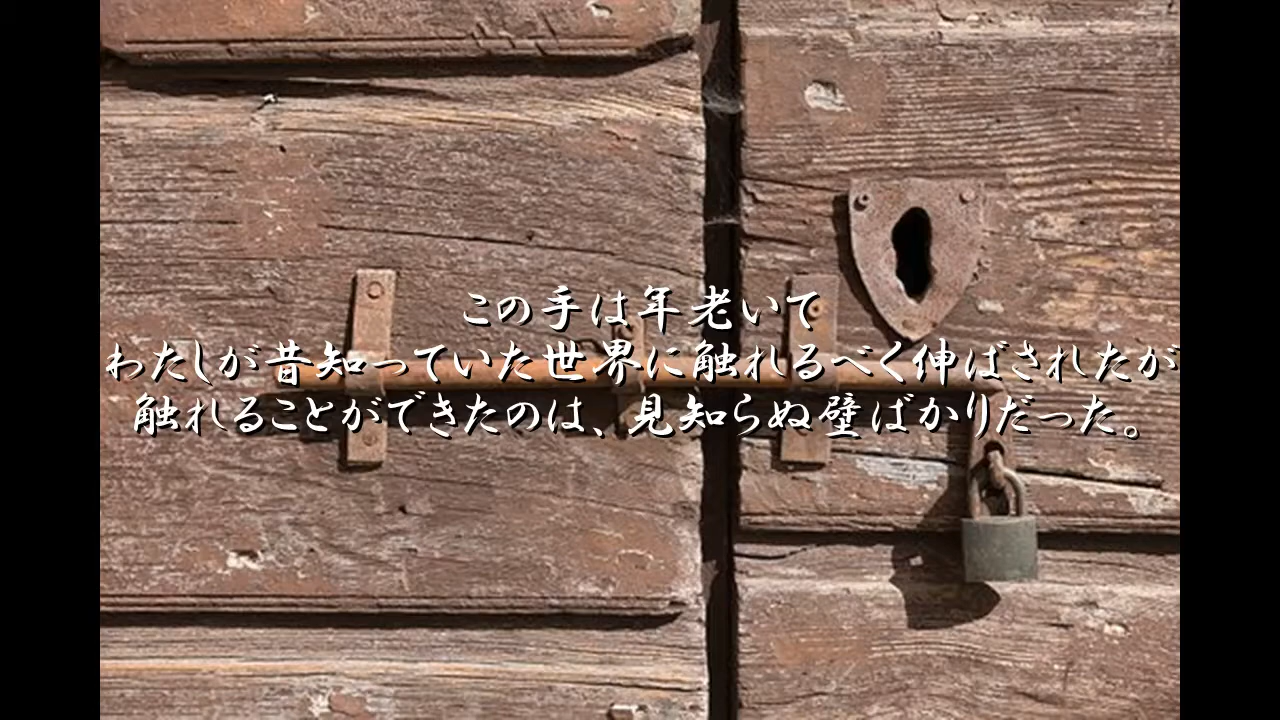 この手は年老いて
わたしが昔知っていた世界に触れるべく伸ばされたが
触れることができたのは、見知らぬ壁ばかりだった。